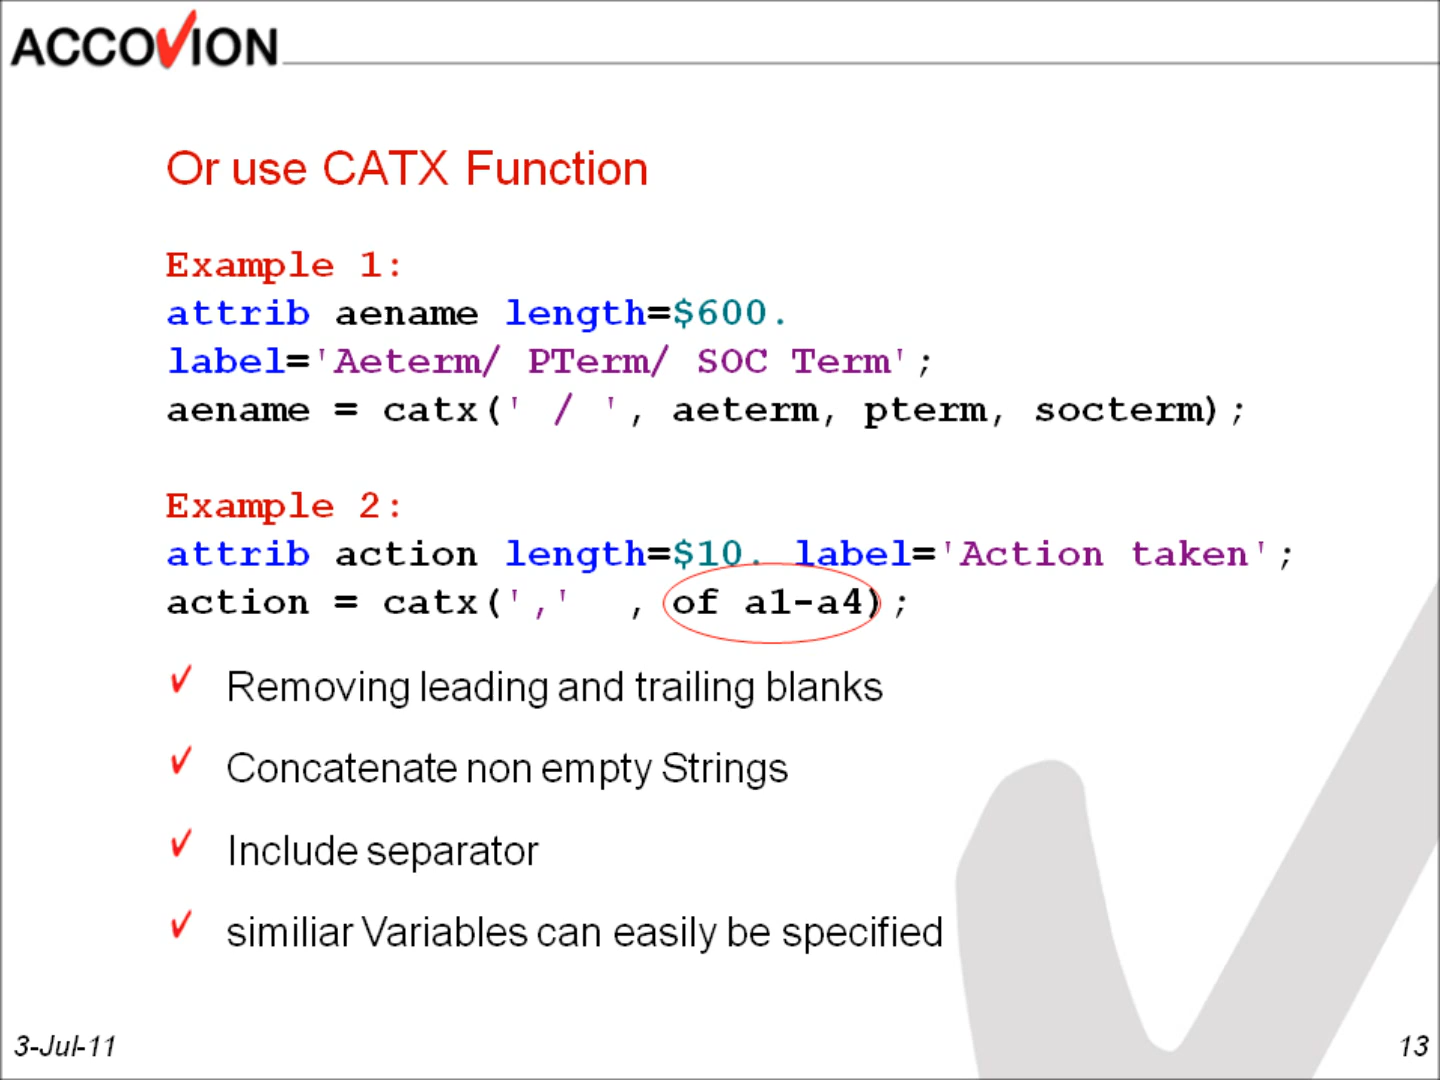 ACCOVION
Or use CATX Function
Example 1:
attrib aename length=$600.
label='Aeterm/ PTerm/ SOC Term';
aename = catx(' / ', aeterm, pterm, socterm);
Example 2:
attrib action length=$10. label='Action taken';
action = catx(','  , of a1-a4);
Removing leading and trailing blanks
Concatenate non empty Strings
Include separator
similiar Variables can easily be specified
3-Jul-11
13